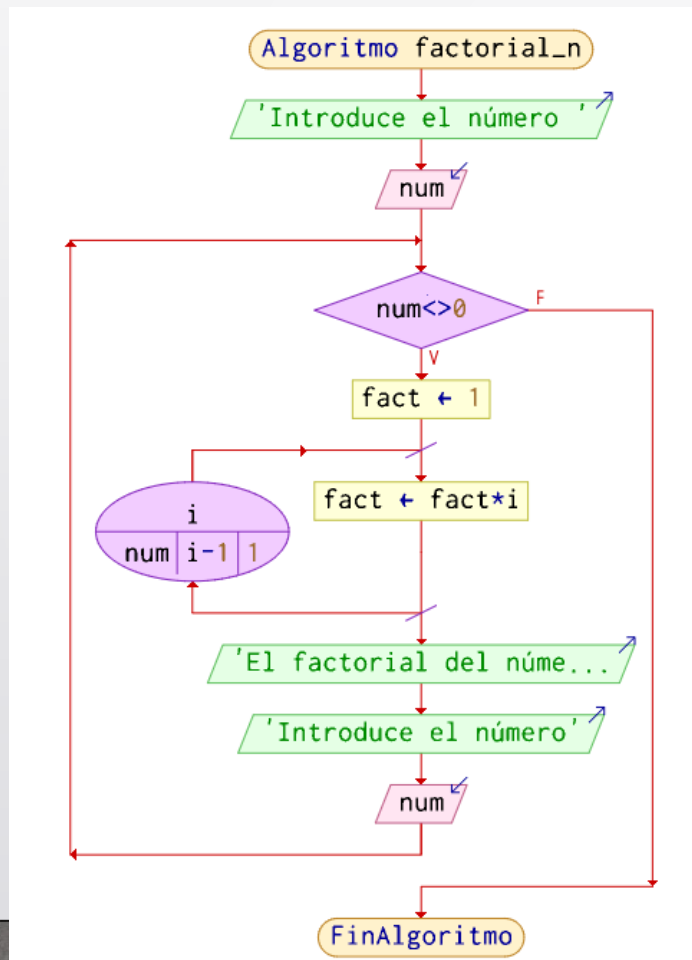 Algoritmo factorial_n
'Introduce el número '
num
num<>0
F
V
fact ← 1
i
num i-1 1
fact ← fact*i
'El factorial del núme...
'Introduce el número'
num
FinAlgoritmo